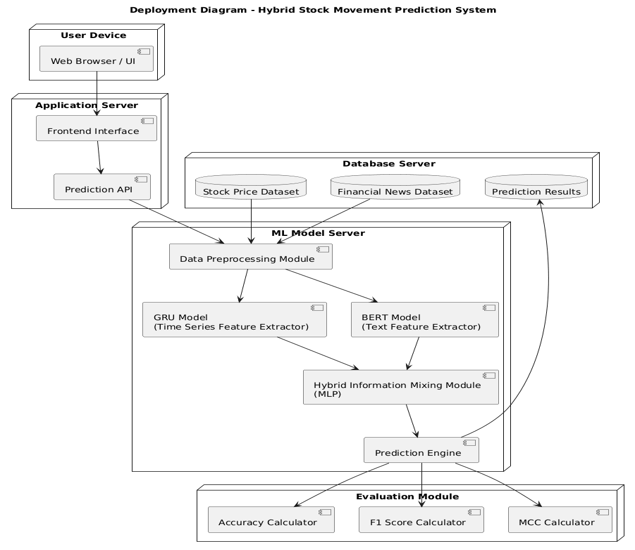 Deployment Diagram - Hybrid Stock Movement Prediction System
User Device
Web Browser / UI
Application Server
Frontend Interface
Prediction API
Database Server
Stock Price Dataset
Financial News Dataset
Prediction Results
ML Model Server
Data Preprocessing Module
GRU Model
(Time Series Feature Extractor)
BERT Model
(Text Feature Extractor)
Hybrid Information Mixing Module
(MLP)
Prediction Engine
Evaluation Module
Accuracy Calculator
F1 Score Calculator
MCC Calculator